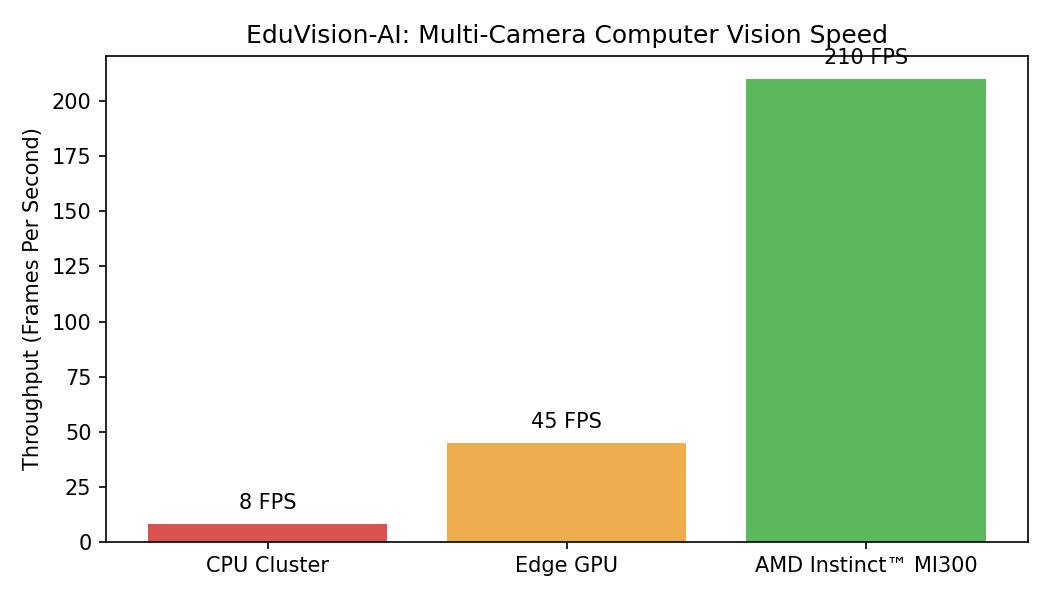 EduVision-AI: Multi-Camera Computer Vision Speed
Throughput (Frames Per Second)
200
175
150
125
100
75
50
25
0
8 FPS
45 FPS
210 FPS
CPU Cluster
Edge GPU
AMD Instinct™ MI300